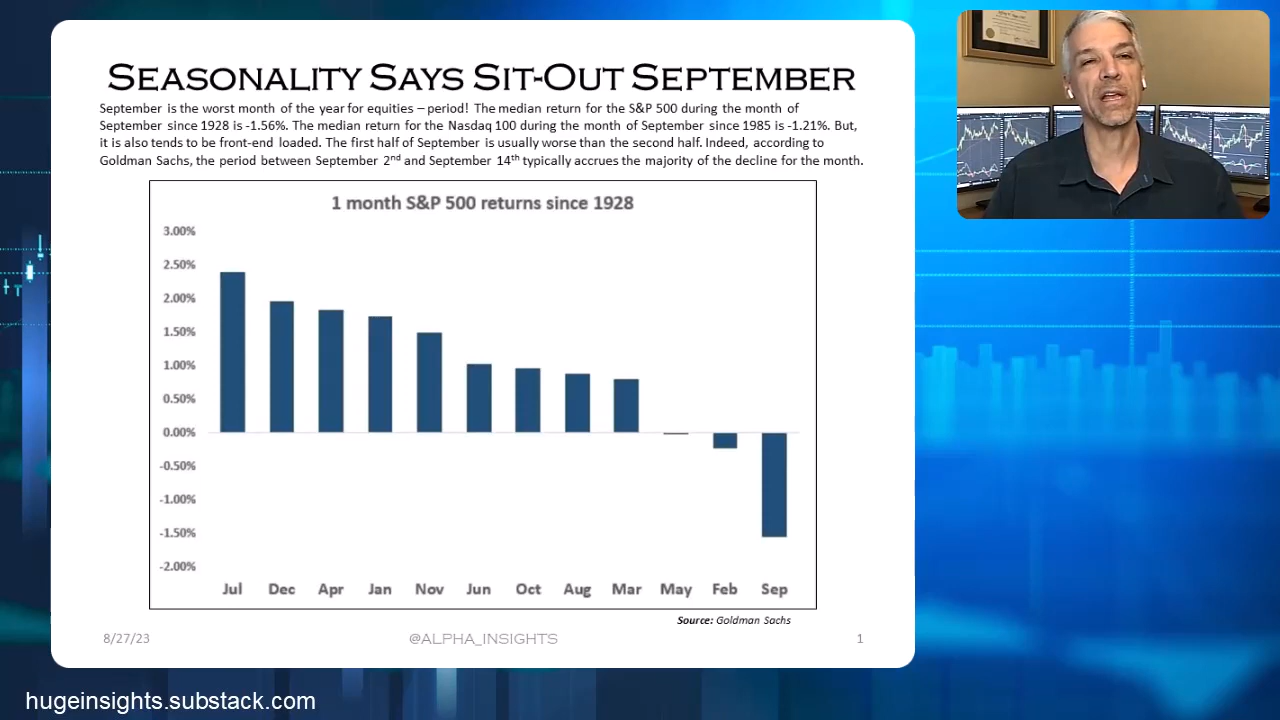 SEASONALITY SAYS SIT-OUT SEPTEMBER
September is the worst month of the year for equities – period! The median return for the S&P 500 during the month of
September since 1928 is -1.56%. The median return for the Nasdaq 100 during the month of September since 1985 is -1.21%. But,
it is also tends to be front-end loaded. The first half of September is usually worse than the second half. Indeed, according to
Goldman Sachs, the period between September 2nd and September 14th typically accrues the majority of the decline for the month.
1 month S&P 500 returns since 1928
3.00%
2.50%
2.00%
1.50%
1.00%
0.50%
0.00%
-0.50%
-1.00%
-1.50%
-2.00%
Jul Dec Apr Jan Nov Jun Oct Aug Mar May Feb Sep
Source: Goldman Sachs
8/27/23 @ALPHA_INSIGHTS 1
hugeinsights.substack.com